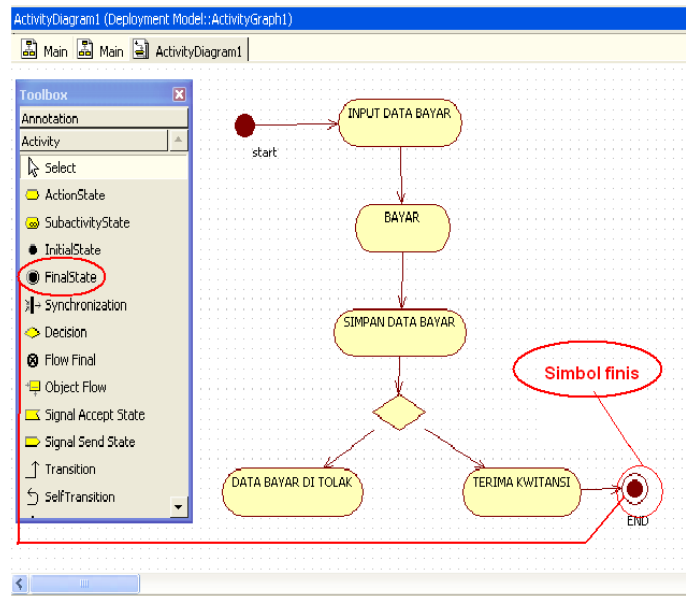 ActivityDiagram1 (Deployment Model::ActivityGraph1)
Main Main ActivityDiagram1
Toolbox
Annotation
Activity
Select
ActionState
SubactivityState
InitialState
FinalState
Synchronization
Decision
Flow Final
Object Flow
Signal Accept State
Signal Send State
Transition
SelfTransition
start
INPUT DATA BAYAR
BAYAR
SIMPAN DATA BAYAR
Simbol finis
DATA BAYAR DI TOLAK
TERIMA KWITANSI
END